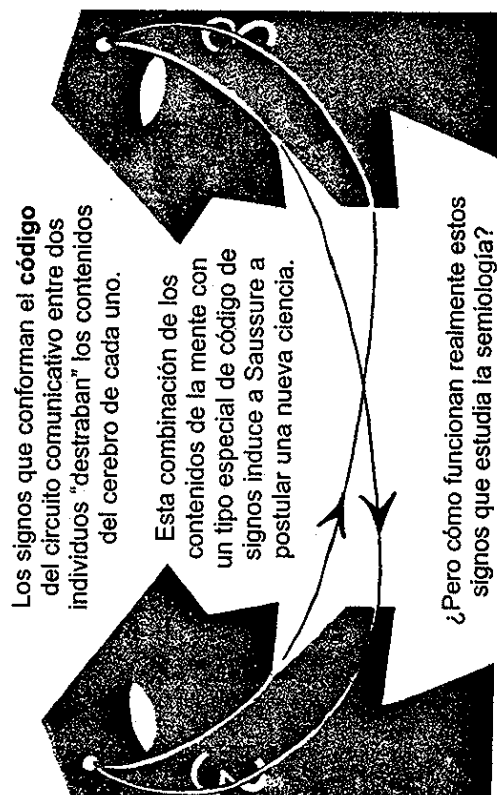 Los signos que conforman el código
del circuito comunicativo entre dos
individuos “destraban” los contenidos
del cerebro de cada uno.
Esta combinación de los
contenidos de la mente con
un tipo especial de código de
signos induce a Saussure a
postular una nueva ciencia.
¿Pero cómo funcionan realmente estos
signos que estudia la semiología?